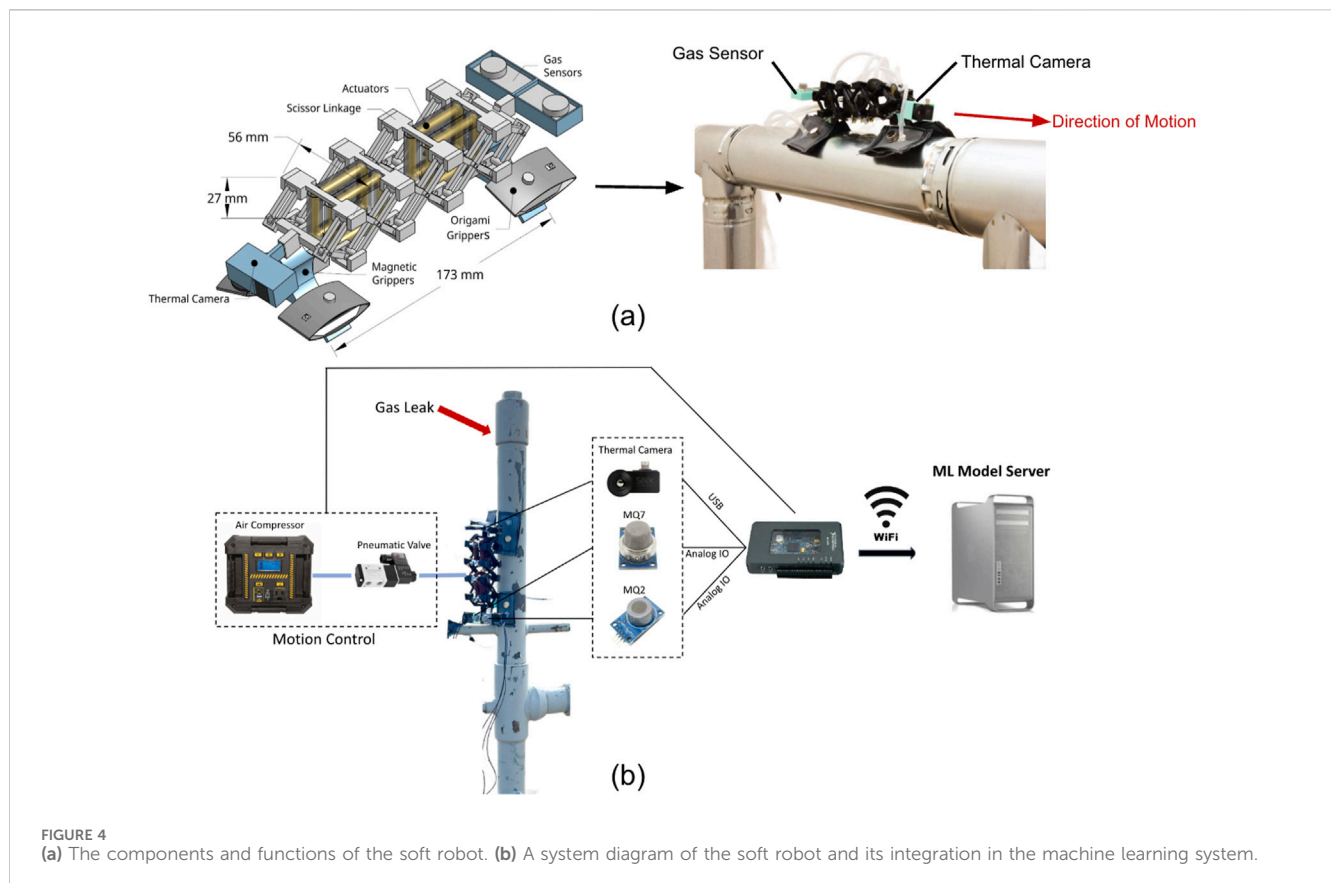 Gas
Sensors
Actuators
Scissor Linkage
56 mm
27 mm
Origami
Grippers
Magnetic
Grippers
173 mm
Thermal Camera
Gas Sensor
Thermal Camera
Direction of Motion
(a)
Gas Leak
Thermal Camera
USB
ML Model Server
Air Compressor
Pneumatic Valve
MQ7
Analog IO
WiFi
MQ2
Analog IO
Motion Control
(b)
FIGURE 4
(a) The components and functions of the soft robot. (b) A system diagram of the soft robot and its integration in the machine learning system.